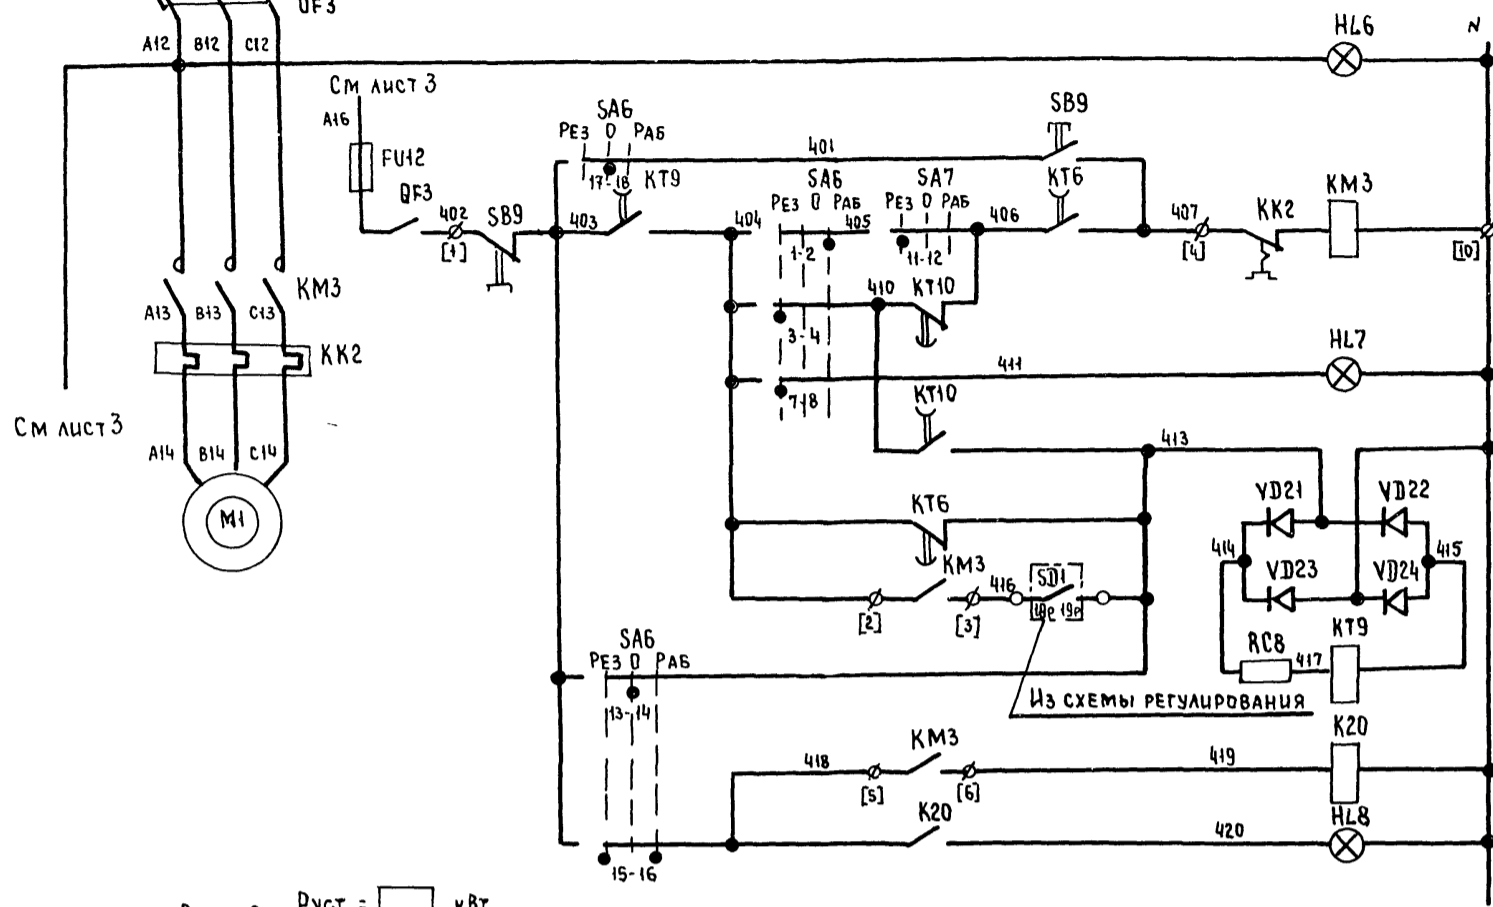 QF3
A12 B12 C12
HL6
N
См лист 3
A16
FU12
QF3
402
[1]
SB9
403
SA6
РЕЗ 0 РАБ
17-18
KT9
401
SB9
404
SA6
РЕЗ 0 РАБ
1-2
405
SA7
РЕЗ 0 РАБ
11-12
406
KT6
407
[4]
KK2
KM3
[10]
KM3
A13 B13 C13
KK2
3-4
410
KT10
7-8
411
HL7
См лист 3
A14 B14 C14
M1
KT10
413
VD21
VD22
414
415
VD23
VD24
KT6
KM3
[2]
[3]
416
SD1
18р 19р
RC8
417
KT9
Из схемы регулирования
SA6
РЕЗ 0 РАБ
13-14
418
[5]
KM3
[6]
419
K20
15-16
K20
420
HL8
Руст = кВт